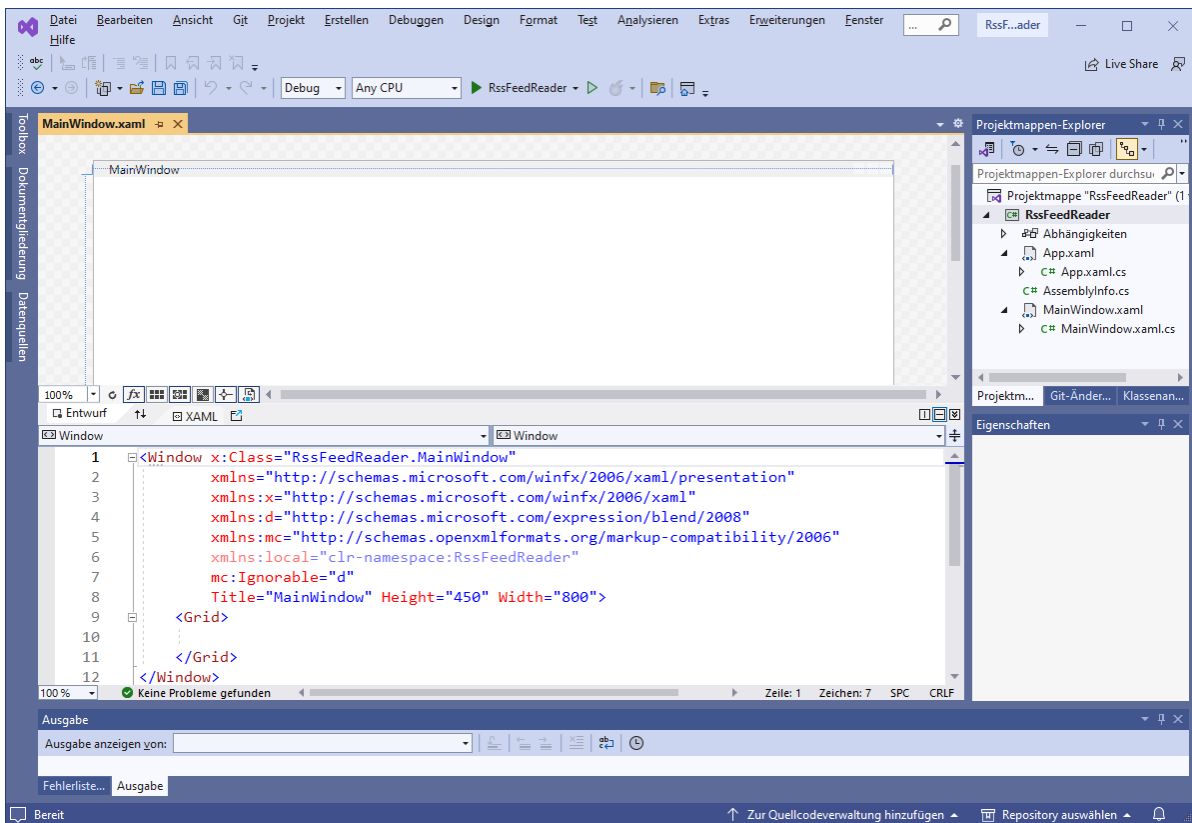 Datei Bearbeiten Ansicht Git Projekt Erstellen Debuggen Design Format Test Analysieren Extras Erweiterungen Fenster ... RssF...ader
Hilfe
abc Live Share
Debug Any CPU RssFeedReader
Toolbox
Dokumentgliederung
Datenquellen
MainWindow.xaml
MainWindow
100%
Entwurf XAML
Window Window
1 <Window x:Class="RssFeedReader.MainWindow"
2 xmlns="http://schemas.microsoft.com/winfx/2006/xaml/presentation"
3 xmlns:x="http://schemas.microsoft.com/winfx/2006/xaml"
4 xmlns:d="http://schemas.microsoft.com/expression/blend/2008"
5 xmlns:mc="http://schemas.openxmlformats.org/markup-compatibility/2006"
6 xmlns:local="clr-namespace:RssFeedReader"
7 mc:Ignorable="d"
8 Title="MainWindow" Height="450" Width="800">
9 <Grid>
10
11 </Grid>
12 </Window>
100 % Keine Probleme gefunden Zeile: 1 Zeichen: 7 SPC CRLF
Projektmappen-Explorer
Projektmappen-Explorer durchsu
Projektmappe "RssFeedReader" (1
C# RssFeedReader
Abhängigkeiten
App.xaml
C# App.xaml.cs
C# AssemblyInfo.cs
MainWindow.xaml
C# MainWindow.xaml.cs
Projektm... Git-Änder... Klassenan...
Eigenschaften
Ausgabe
Ausgabe anzeigen von:
Fehlerliste... Ausgabe
Bereit Zur Quellcodeverwaltung hinzufügen Repository auswählen